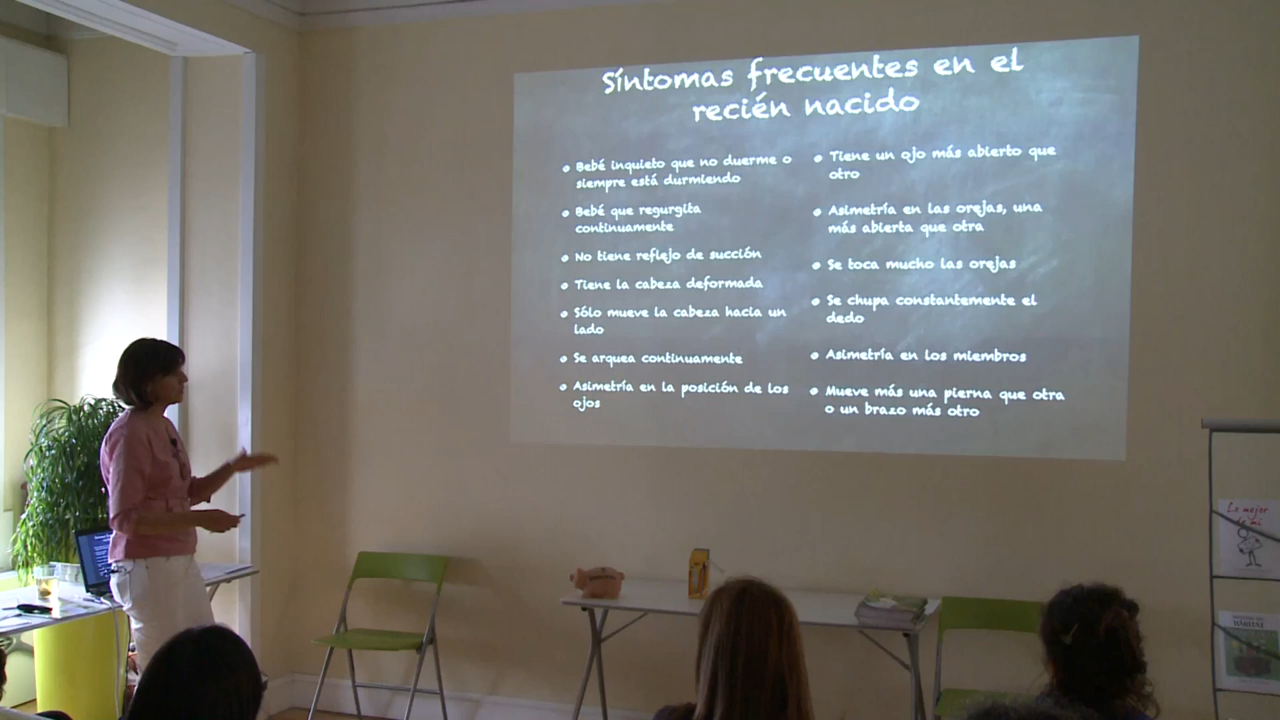 Síntomas frecuentes en el
recién nacido
Bebé inquieto que no duerme o
siempre está durmiendo
Bebé que regurgita
continuamente
No tiene reflejo de succión
Tiene la cabeza deformada
Sólo mueve la cabeza hacia un
lado
Se arquea continuamente
Asimetría en la posición de los
ojos
Tiene un ojo más abierto que
otro
Asimetría en las orejas, una
más abierta que otra
Se toca mucho las orejas
Se chupa constantemente el
dedo
Asimetría en los miembros
Mueve más una pierna que otra
o un brazo más otro
Lo mejor
de mi
HÁBITAT